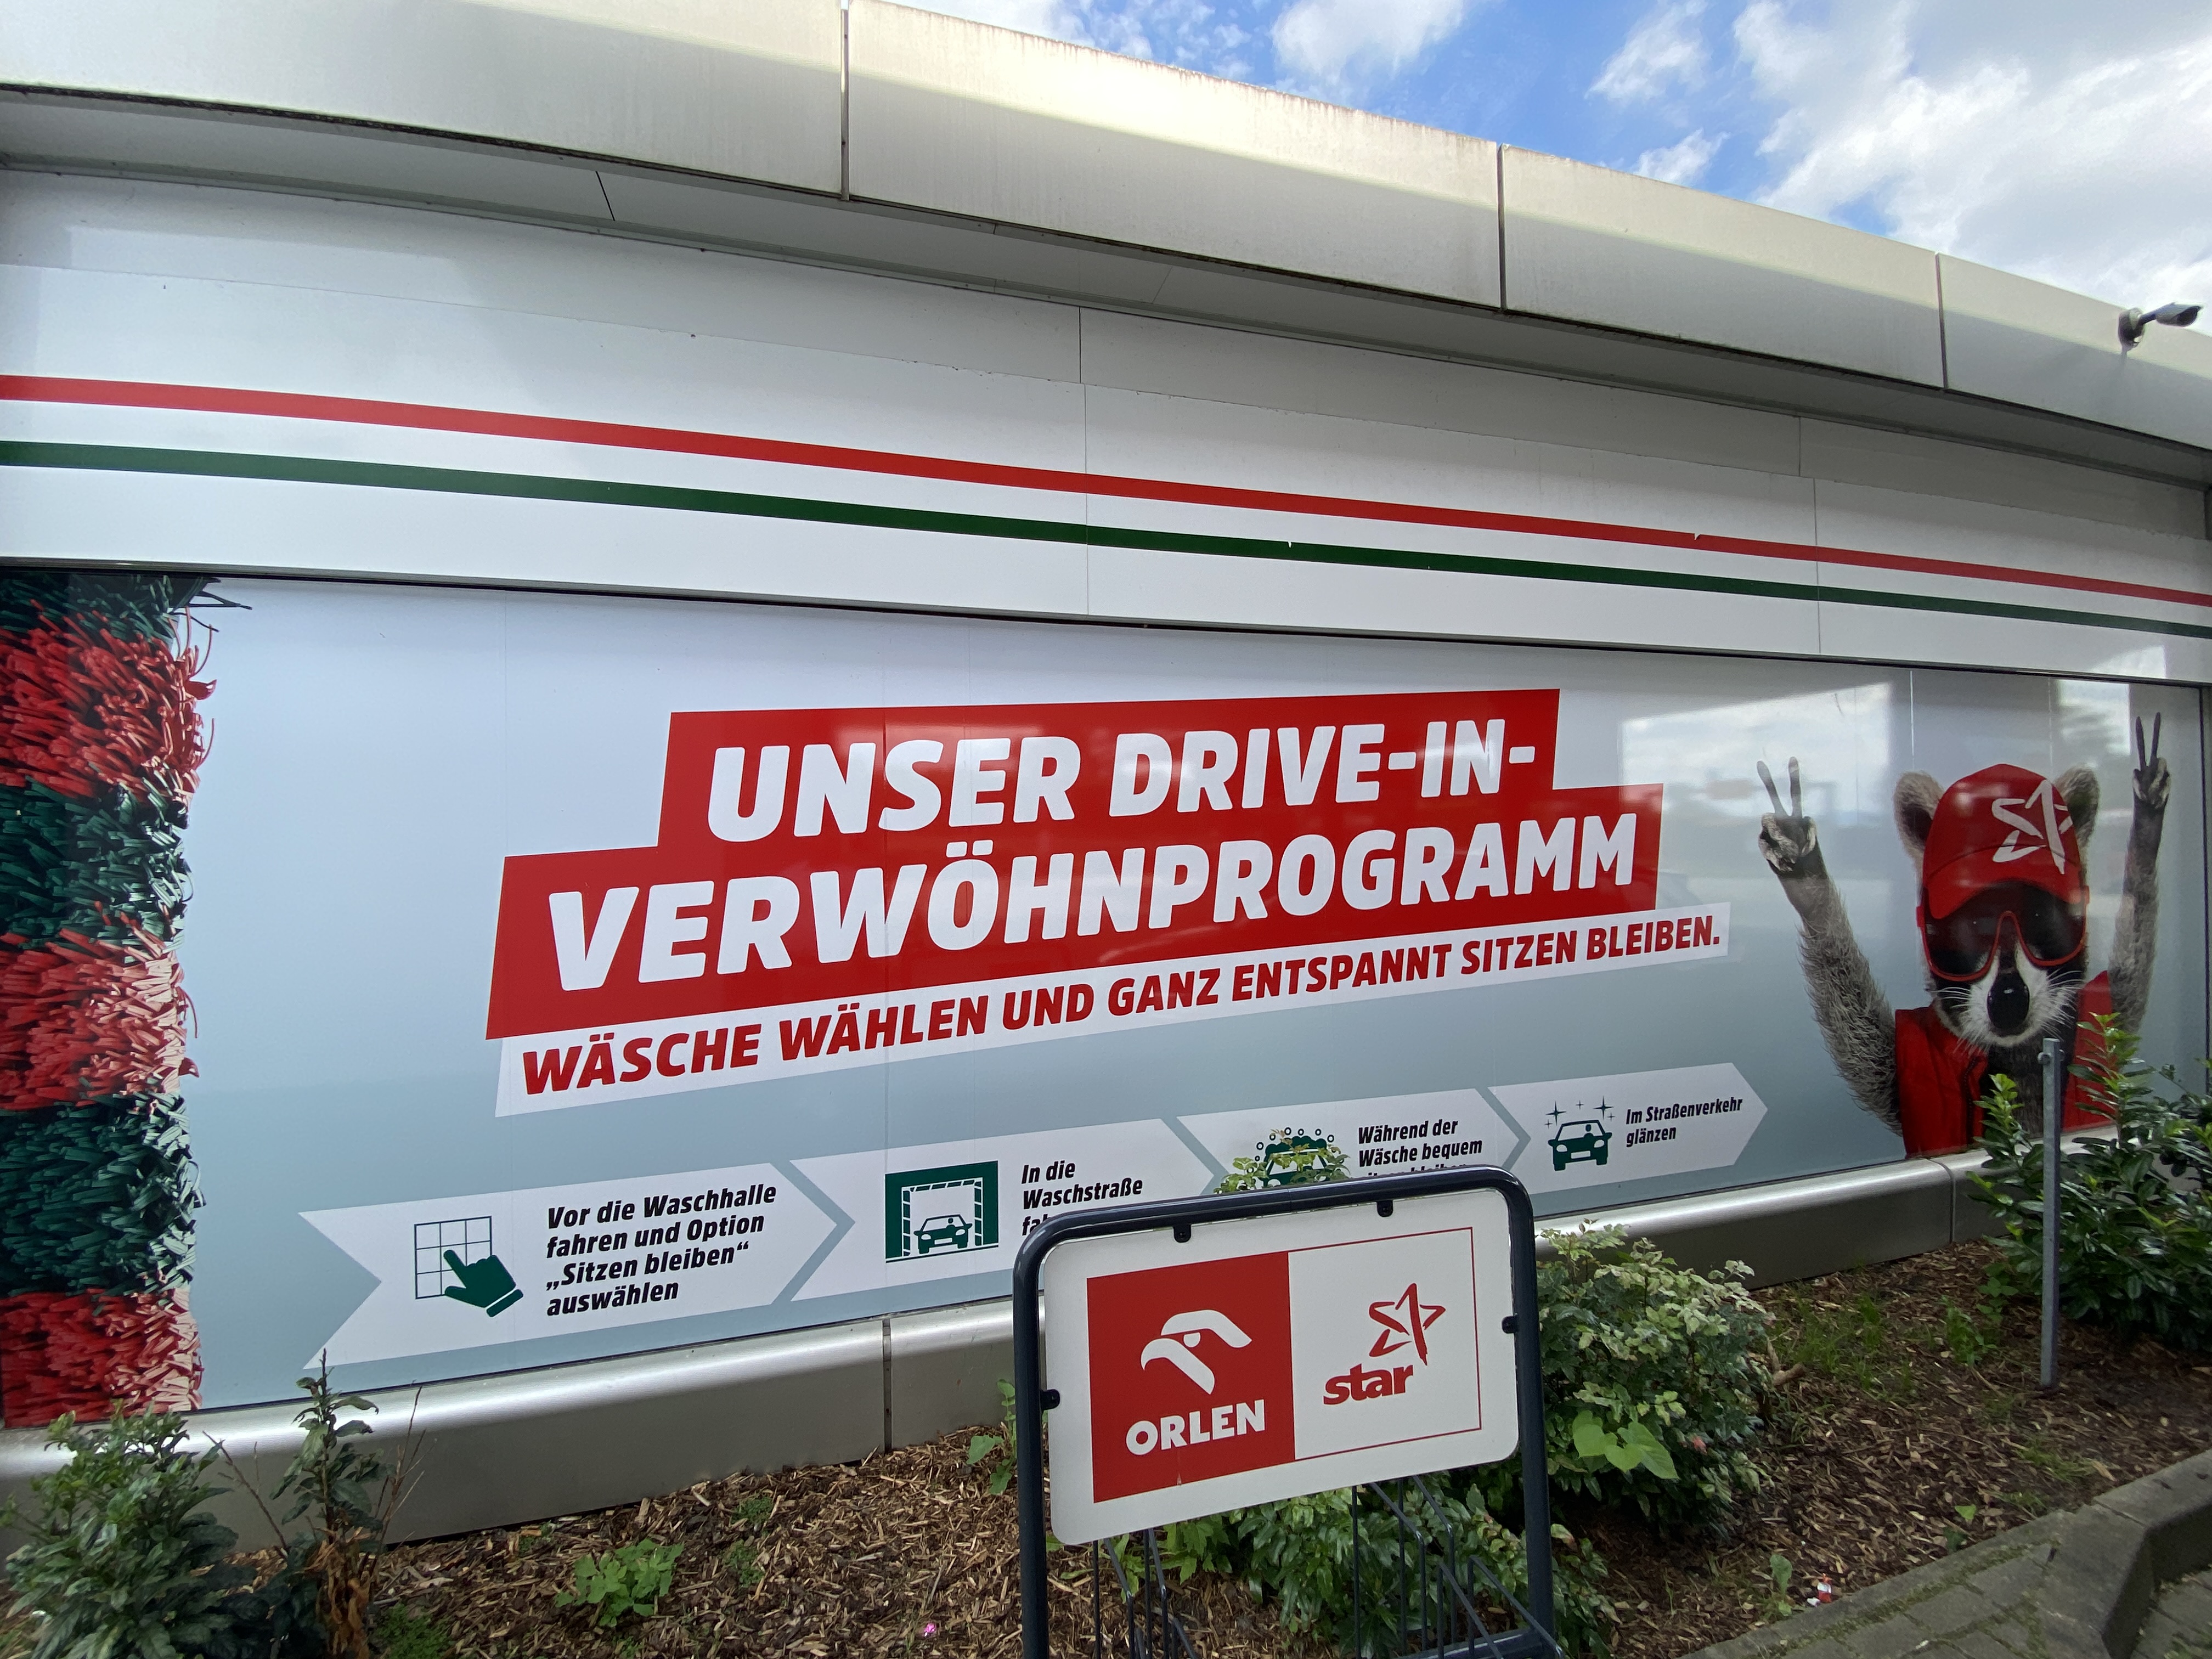 UNSER DRIVE-IN-
VERWÖHNPROGRAMM
WÄSCHE WÄHLEN UND GANZ ENTSPANNT SITZEN BLEIBEN.
Vor die Waschhalle
fahren und Option
„Sitzen bleiben“
auswählen
In die
Waschstraße
Während der
Wäsche bequem
Im Straßenverkehr
glänzen
ORLEN
star